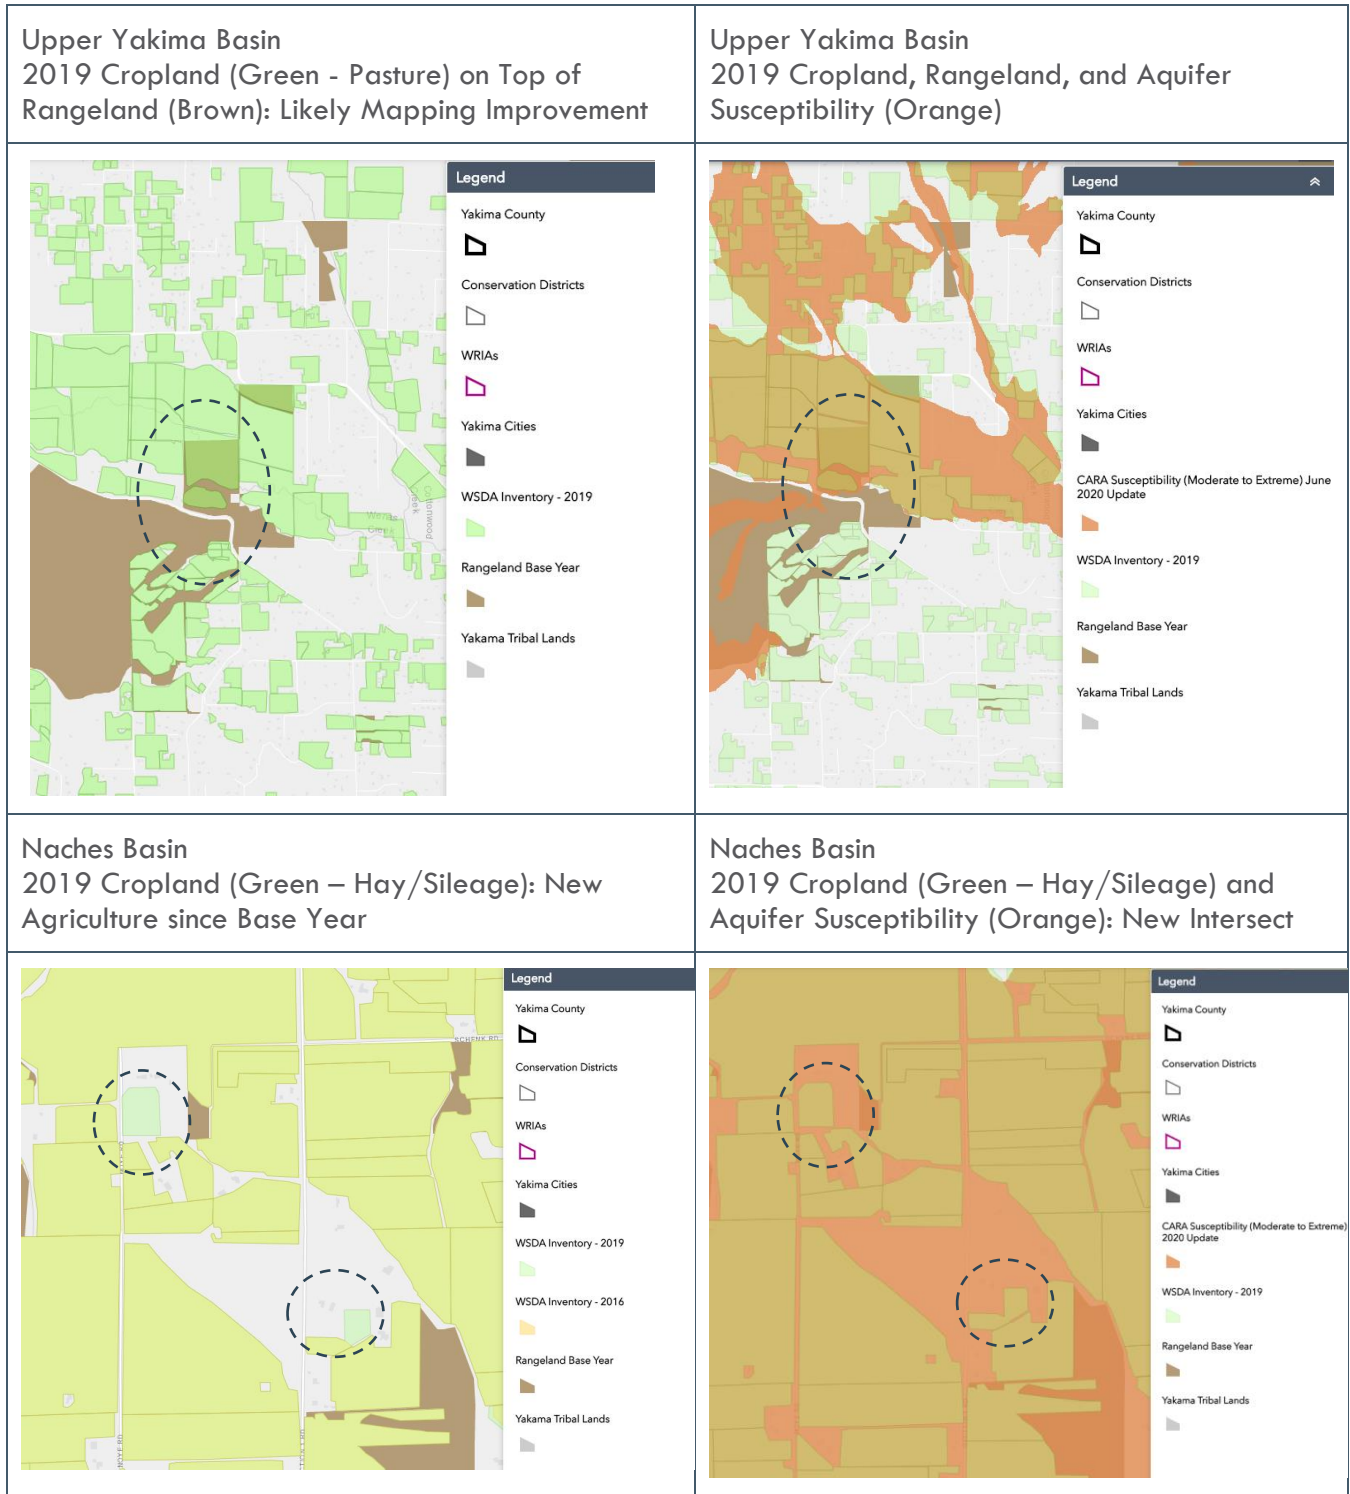 Upper Yakima Basin
2019 Cropland (Green - Pasture) on Top of
Rangeland (Brown): Likely Mapping Improvement
Upper Yakima Basin
2019 Cropland, Rangeland, and Aquifer
Susceptibility (Orange)
Legend
Yakima County
Conservation Districts
WRIAs
Yakima Cities
WSDA Inventory - 2019
Rangeland Base Year
Yakama Tribal Lands
Wenas
Creek
Cottonwood
Creek
Legend
Yakima County
Conservation Districts
WRIAs
Yakima Cities
CARA Susceptibility (Moderate to Extreme) June
2020 Update
WSDA Inventory - 2019
Rangeland Base Year
Yakama Tribal Lands
Naches Basin
2019 Cropland (Green – Hay/Sileage): New
Agriculture since Base Year
Naches Basin
2019 Cropland (Green – Hay/Sileage) and
Aquifer Susceptibility (Orange): New Intersect
SCHENK RD
Legend
Yakima County
Conservation Districts
WRIAs
Yakima Cities
WSDA Inventory - 2019
WSDA Inventory - 2016
Rangeland Base Year
Yakama Tribal Lands
Legend
Yakima County
Conservation Districts
WRIAs
Yakima Cities
CARA Susceptibility (Moderate to Extreme)
2020 Update
WSDA Inventory - 2019
Rangeland Base Year
Yakama Tribal Lands